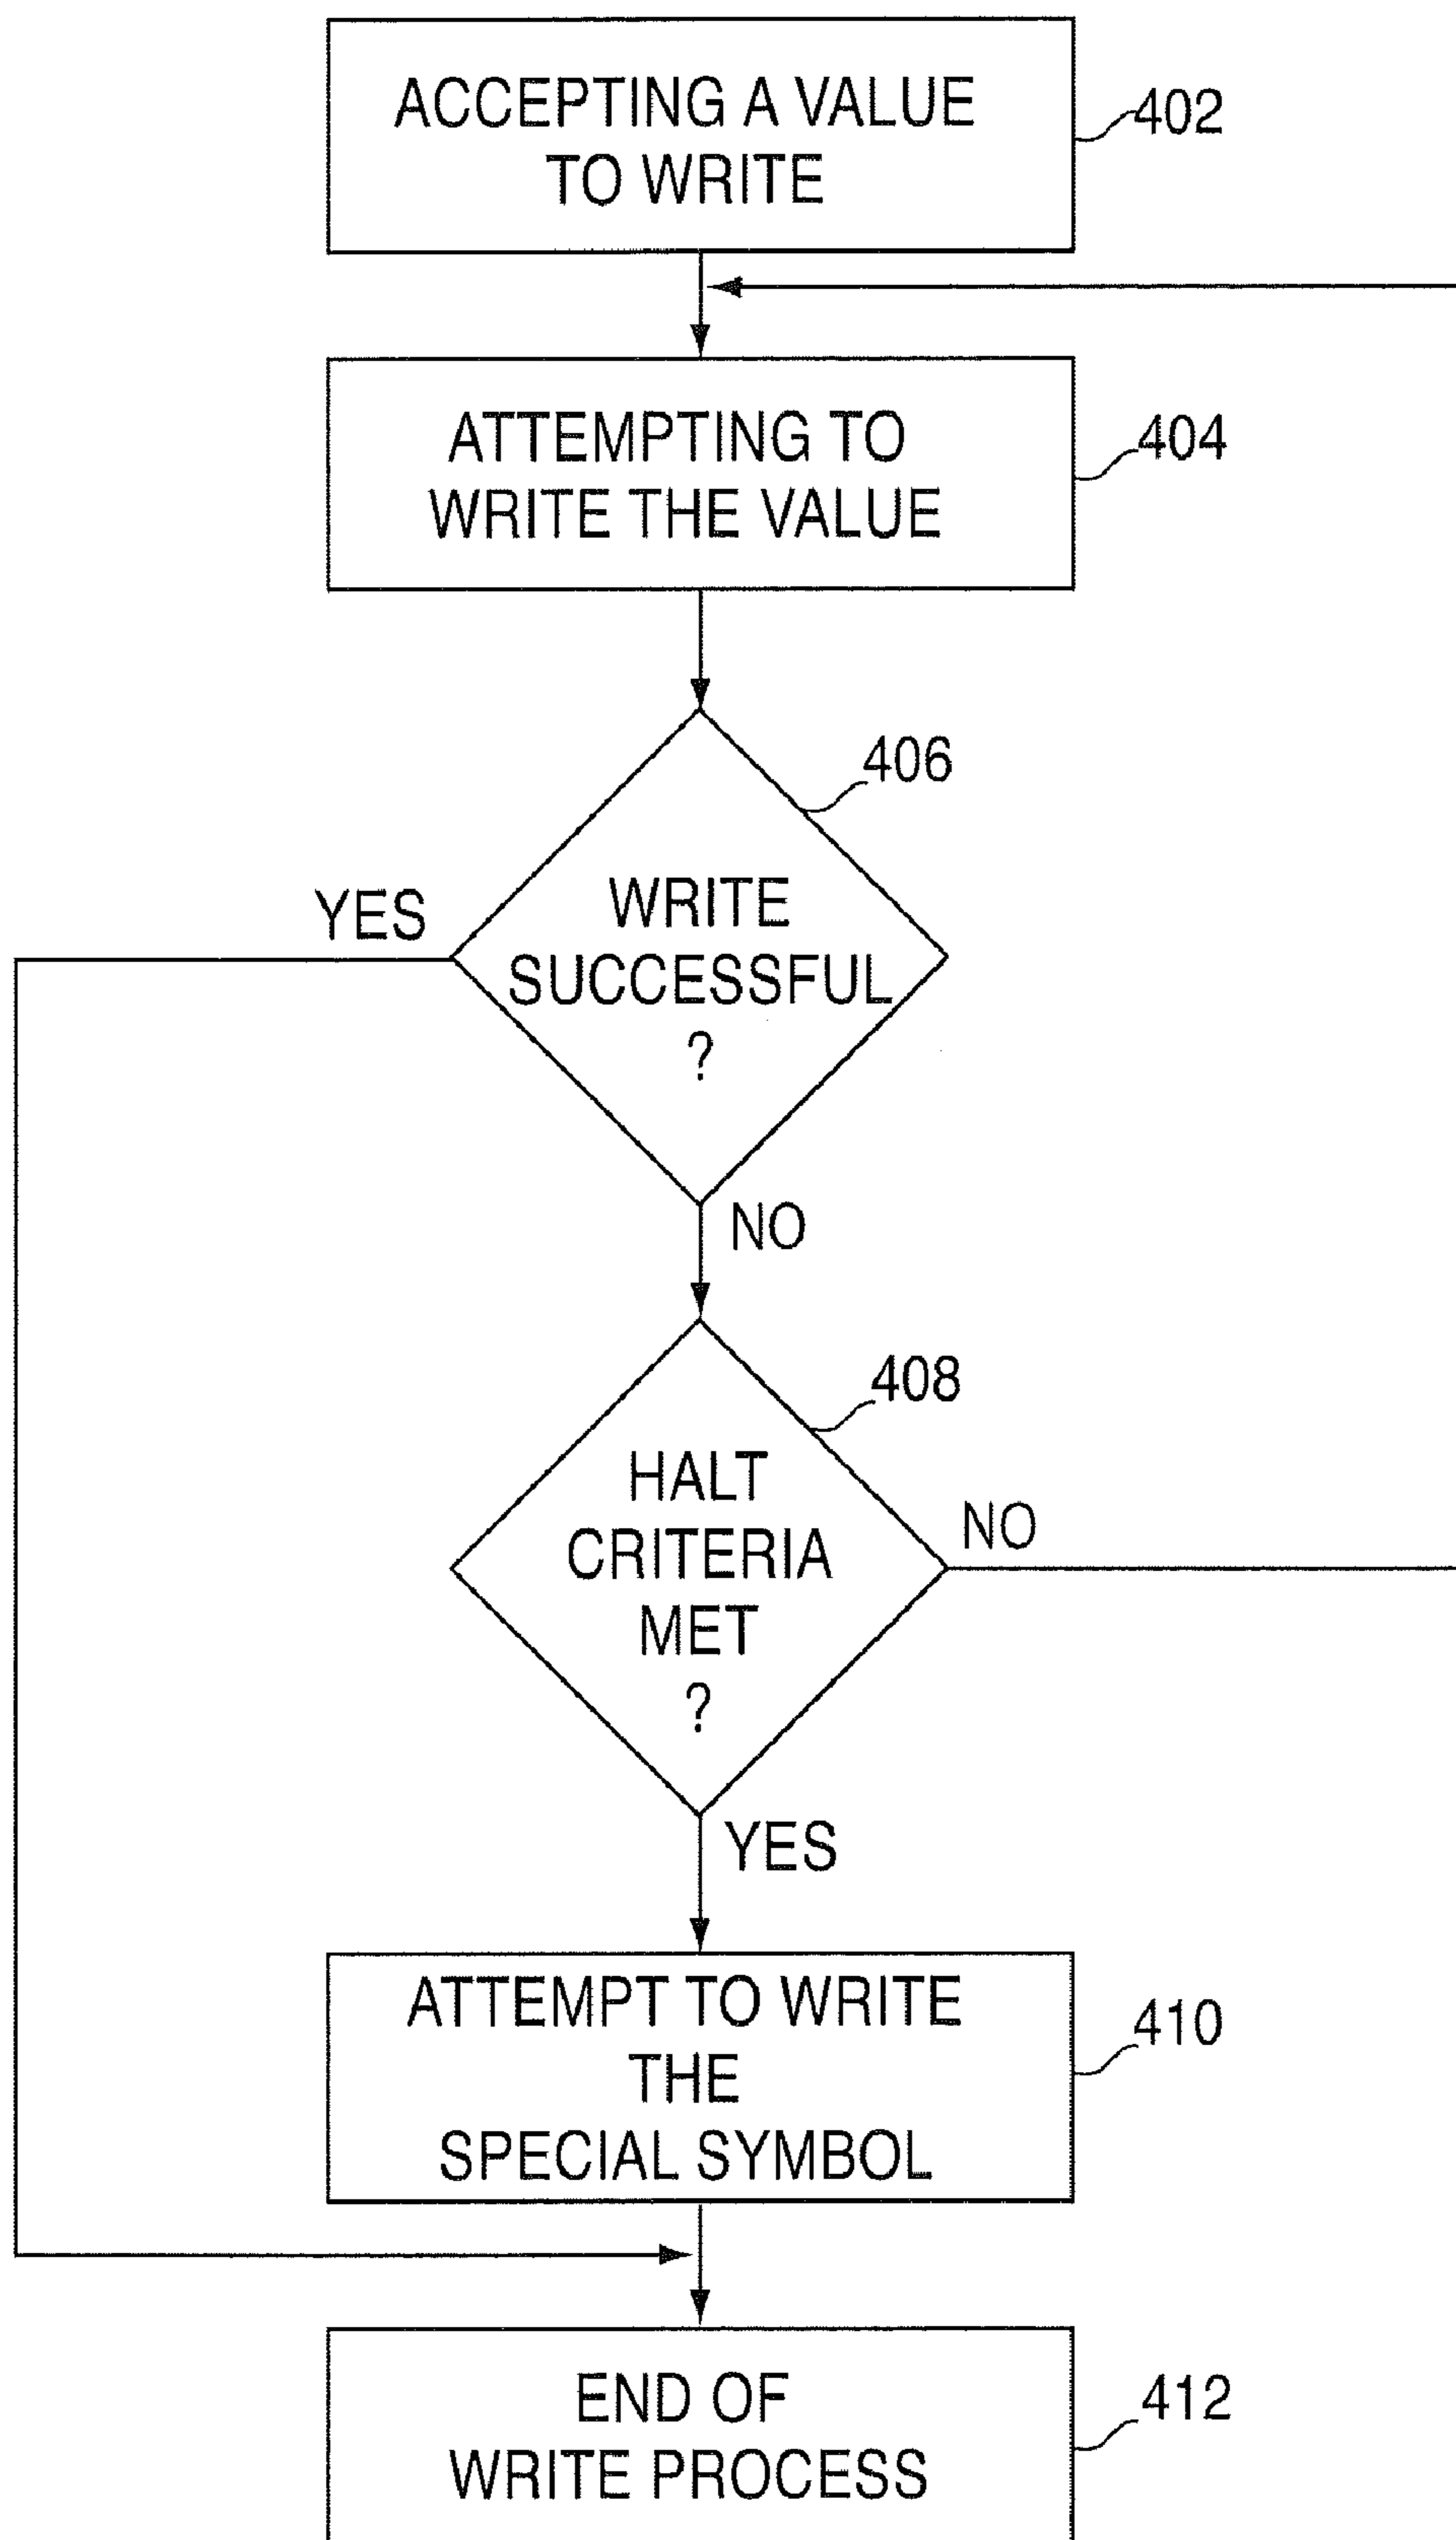 ACCEPTING A VALUE
TO WRITE
402
ATTEMPTING TO
WRITE THE VALUE
404
406
WRITE
SUCCESSFUL
?
YES
NO
408
HALT
CRITERIA
MET
?
NO
YES
ATTEMPT TO WRITE
THE
SPECIAL SYMBOL
410
END OF
WRITE PROCESS
412